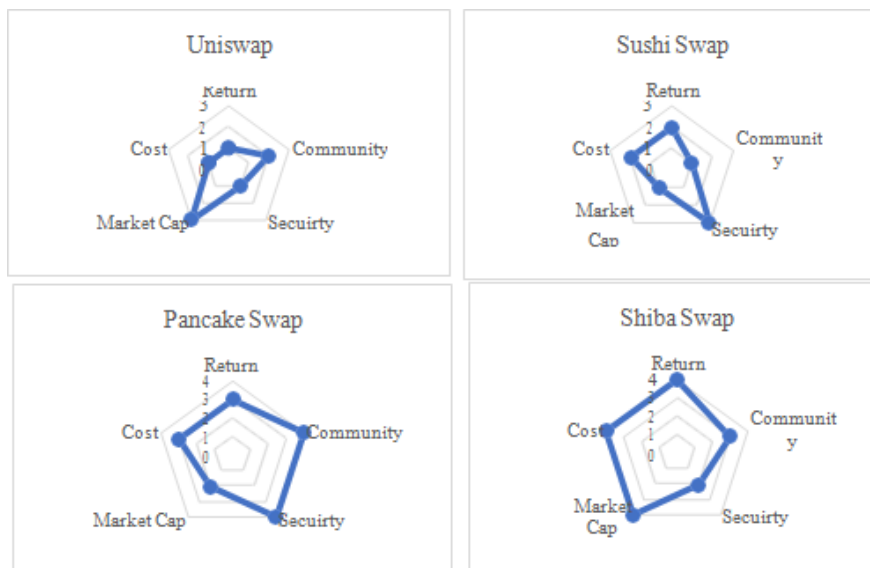 Uniswap
Return
3
2
1
0
Cost
Community
Market Cap
Secuirty
Sushi Swap
Return
3
2
1
0
Cost
Communit
y
Market
Cap
Secuirty
Pancake Swap
Return
4
3
2
1
0
Cost
Community
Market Cap
Secuirty
Shiba Swap
Return
4
3
2
1
0
Cost
Communit
y
Market
Cap
Secuirty